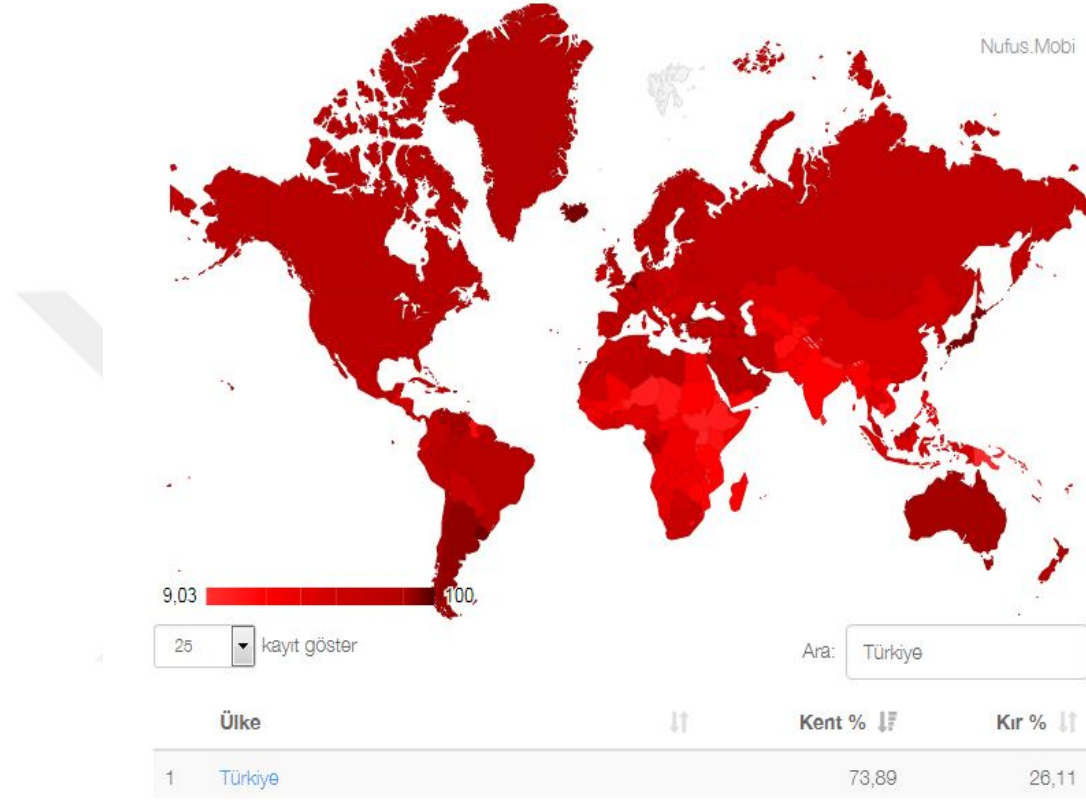 Nufus.Mobi
9,03 100
25 kayıt göster Ara: Türkiye
Ülke Kent % Kır %
1 Türkiye 73,89 26,11